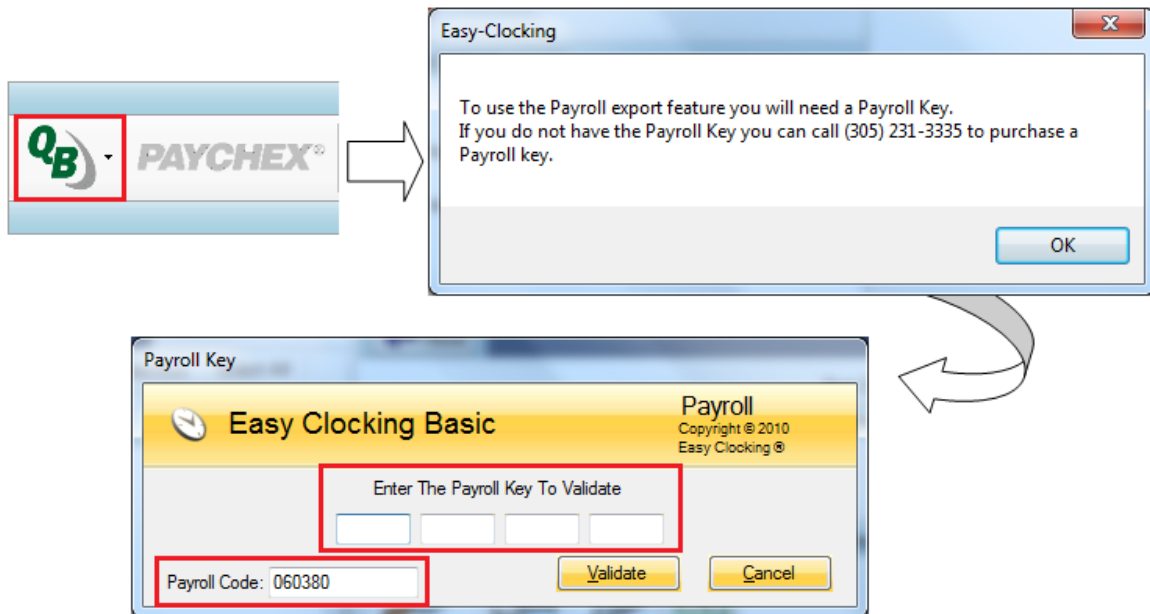 Easy-Clocking
X
To use the Payroll export feature you will need a Payroll Key.
If you do not have the Payroll Key you can call (305) 231-3335 to purchase a
Payroll key.
OK
QB
PAYCHEX®
Payroll Key
Easy Clocking Basic
Payroll
Copyright © 2010
Easy Clocking ®
Enter The Payroll Key To Validate
Payroll Code: 060380
Validate
Cancel